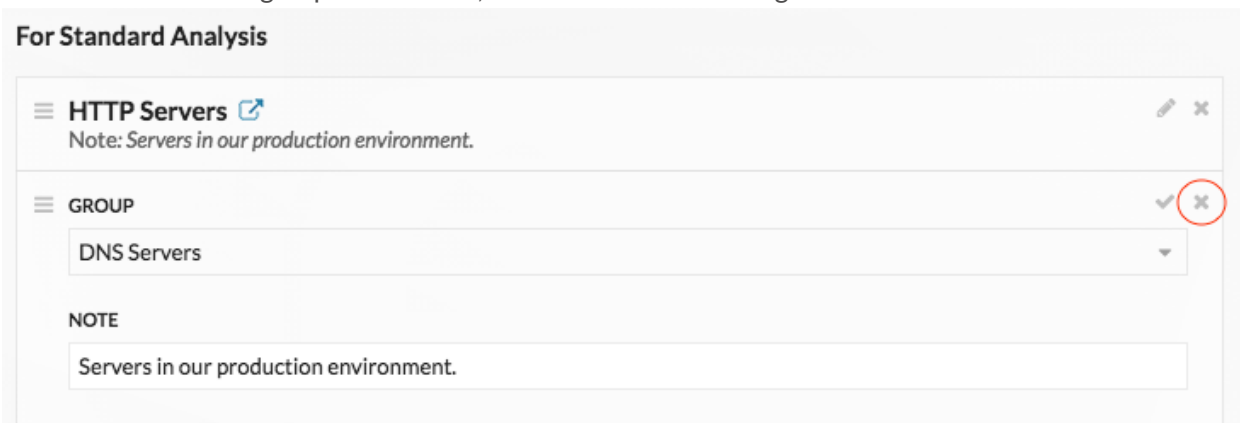 For Standard Analysis
HTTP Servers
Note: Servers in our production environment.
GROUP
DNS Servers
NOTE
Servers in our production environment.